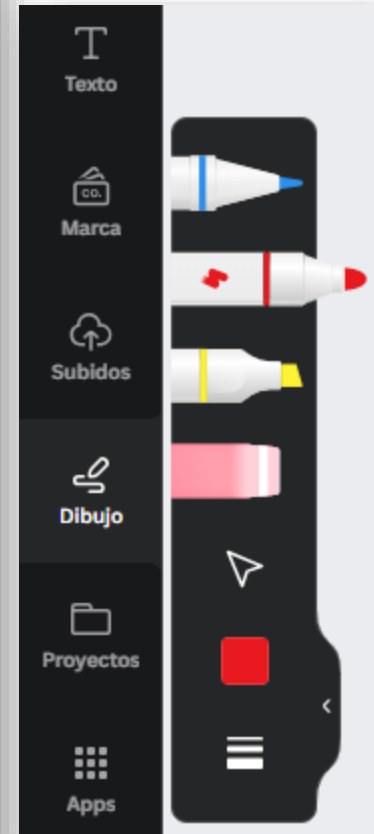 Texto
CO.
Marca
Subidos
Dibujo
Proyectos
Apps